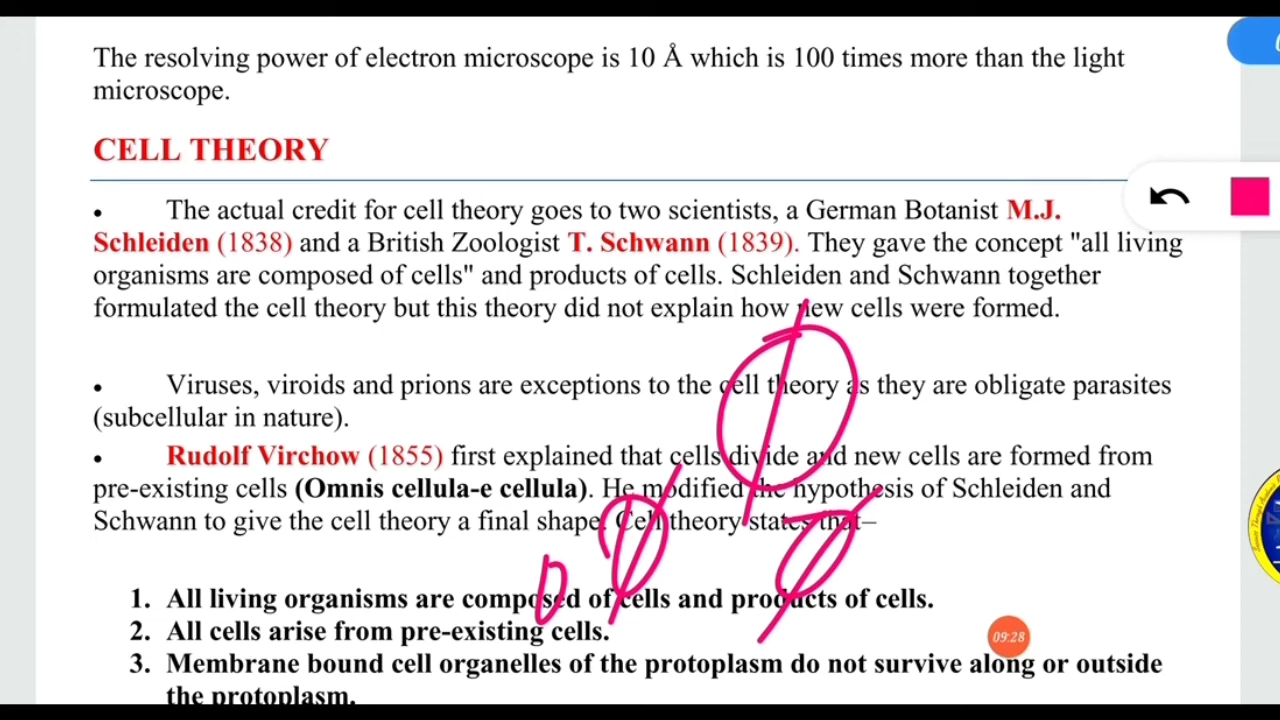 The resolving power of electron microscope is 10 Å which is 100 times more than the light
microscope.
CELL THEORY
• The actual credit for cell theory goes to two scientists, a German Botanist M.J.
Schleiden (1838) and a British Zoologist T. Schwann (1839). They gave the concept "all living
organisms are composed of cells" and products of cells. Schleiden and Schwann together
formulated the cell theory but this theory did not explain how new cells were formed.
• Viruses, viroids and prions are exceptions to the cell theory as they are obligate parasites
(subcellular in nature).
• Rudolf Virchow (1855) first explained that cells divide and new cells are formed from
pre-existing cells (Omnis cellula-e cellula). He modified the hypothesis of Schleiden and
Schwann to give the cell theory a final shape. Cell theory states that–
1. All living organisms are composed of cells and products of cells.
2. All cells arise from pre-existing cells.
3. Membrane bound cell organelles of the protoplasm do not survive along or outside
the protoplasm.
09:28